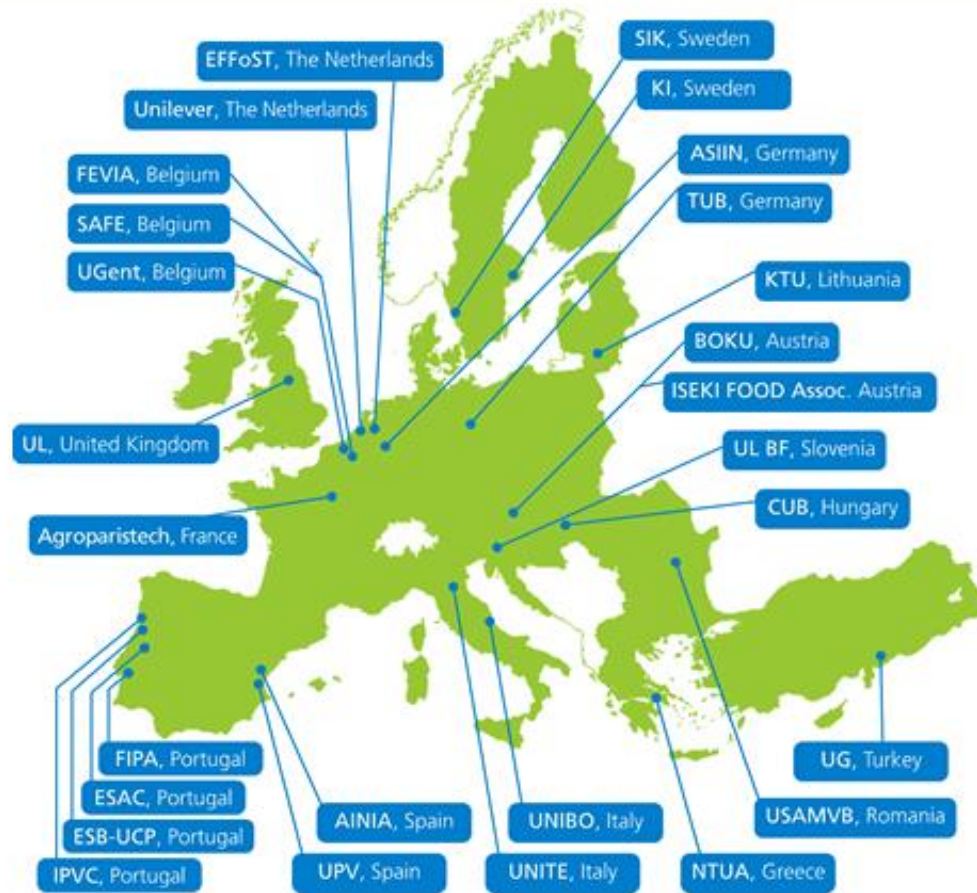 EFFoST, The Netherlands
Unilever, The Netherlands
FEVIA, Belgium
SAFE, Belgium
UGent, Belgium
UL, United Kingdom
Agroparistech, France
SIK, Sweden
KI, Sweden
ASIIN, Germany
TUB, Germany
KTU, Lithuania
BOKU, Austria
ISEKI FOOD Assoc. Austria
UL BF, Slovenia
CUB, Hungary
FIPA, Portugal
ESAC, Portugal
ESB-UCP, Portugal
IPVC, Portugal
AINIA, Spain
UPV, Spain
UNIBO, Italy
UNITE, Italy
UG, Turkey
USAMVB, Romania
NTUA, Greece